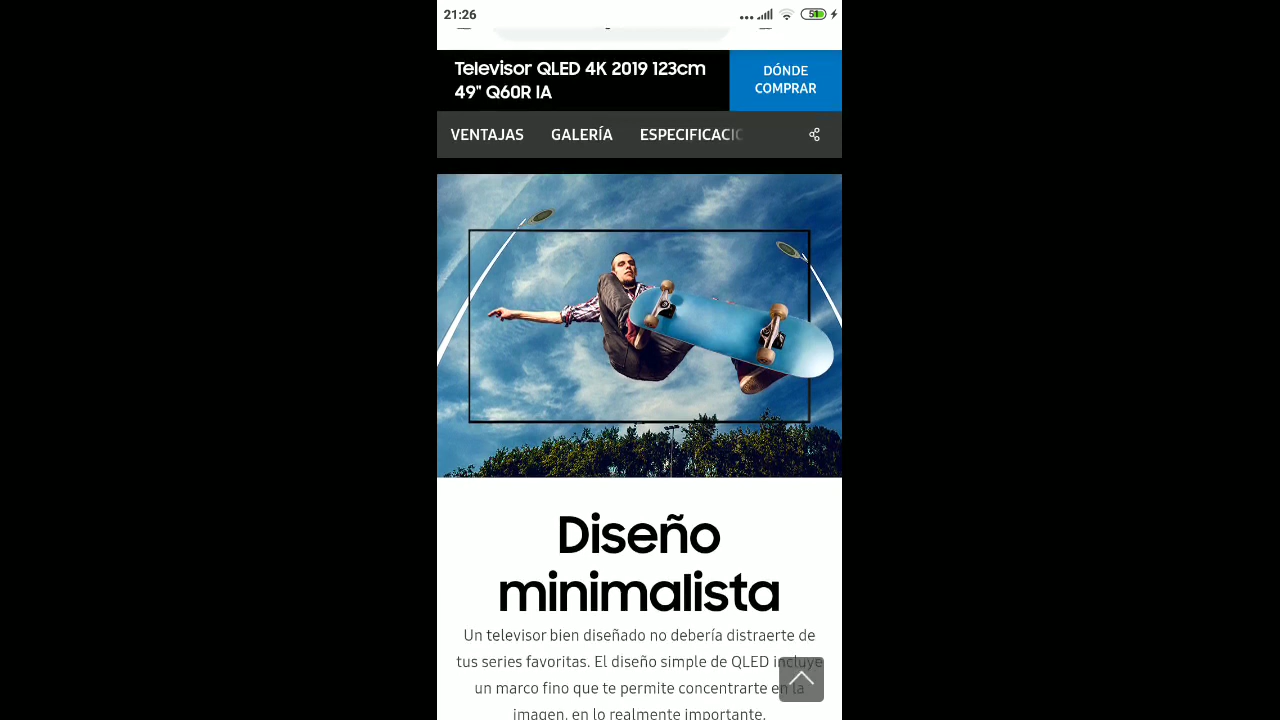 21:26
51
Televisor QLED 4K 2019 123cm
49" Q60R IA
DÓNDE
COMPRAR
VENTAJAS GALERÍA ESPECIFICACIO
Diseño
minimalista
Un televisor bien diseñado no debería distraerte de
tus series favoritas. El diseño simple de QLED incluye
un marco fino que te permite concentrarte en la
imagen, en lo realmente importante.